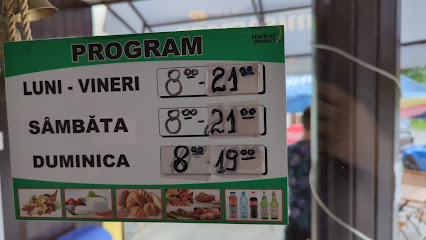 PROGRAM
LUNI - VINERI 8⁰⁰ - 21⁰⁰
SÂMBĂTA 8⁰⁰ - 21⁰⁰
DUMINICA 8⁰⁰ 19⁰⁰